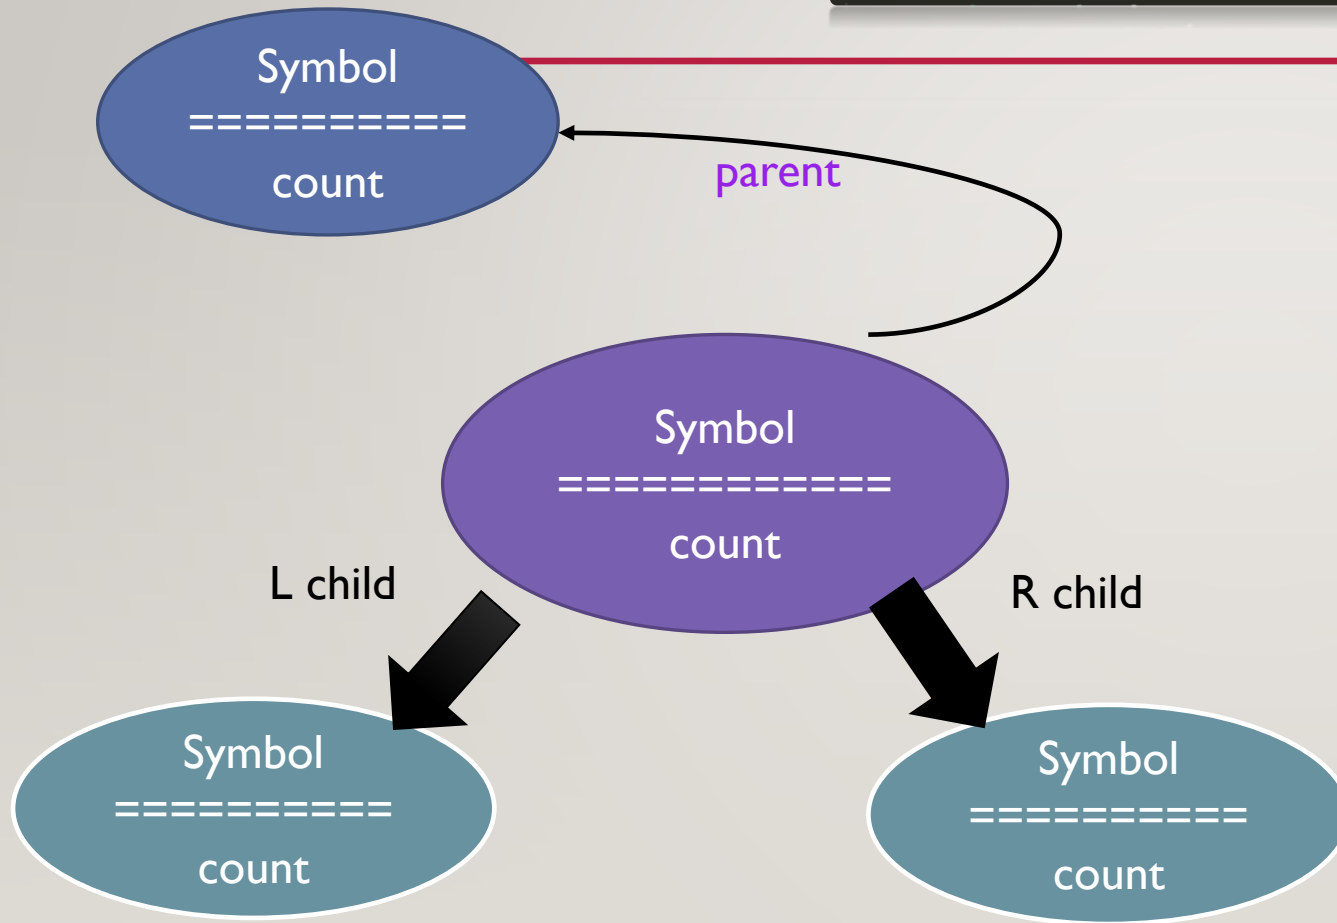 Symbol
==========
count
parent
Symbol
============
count
L child
R child
Symbol
==========
count
Symbol
==========
count